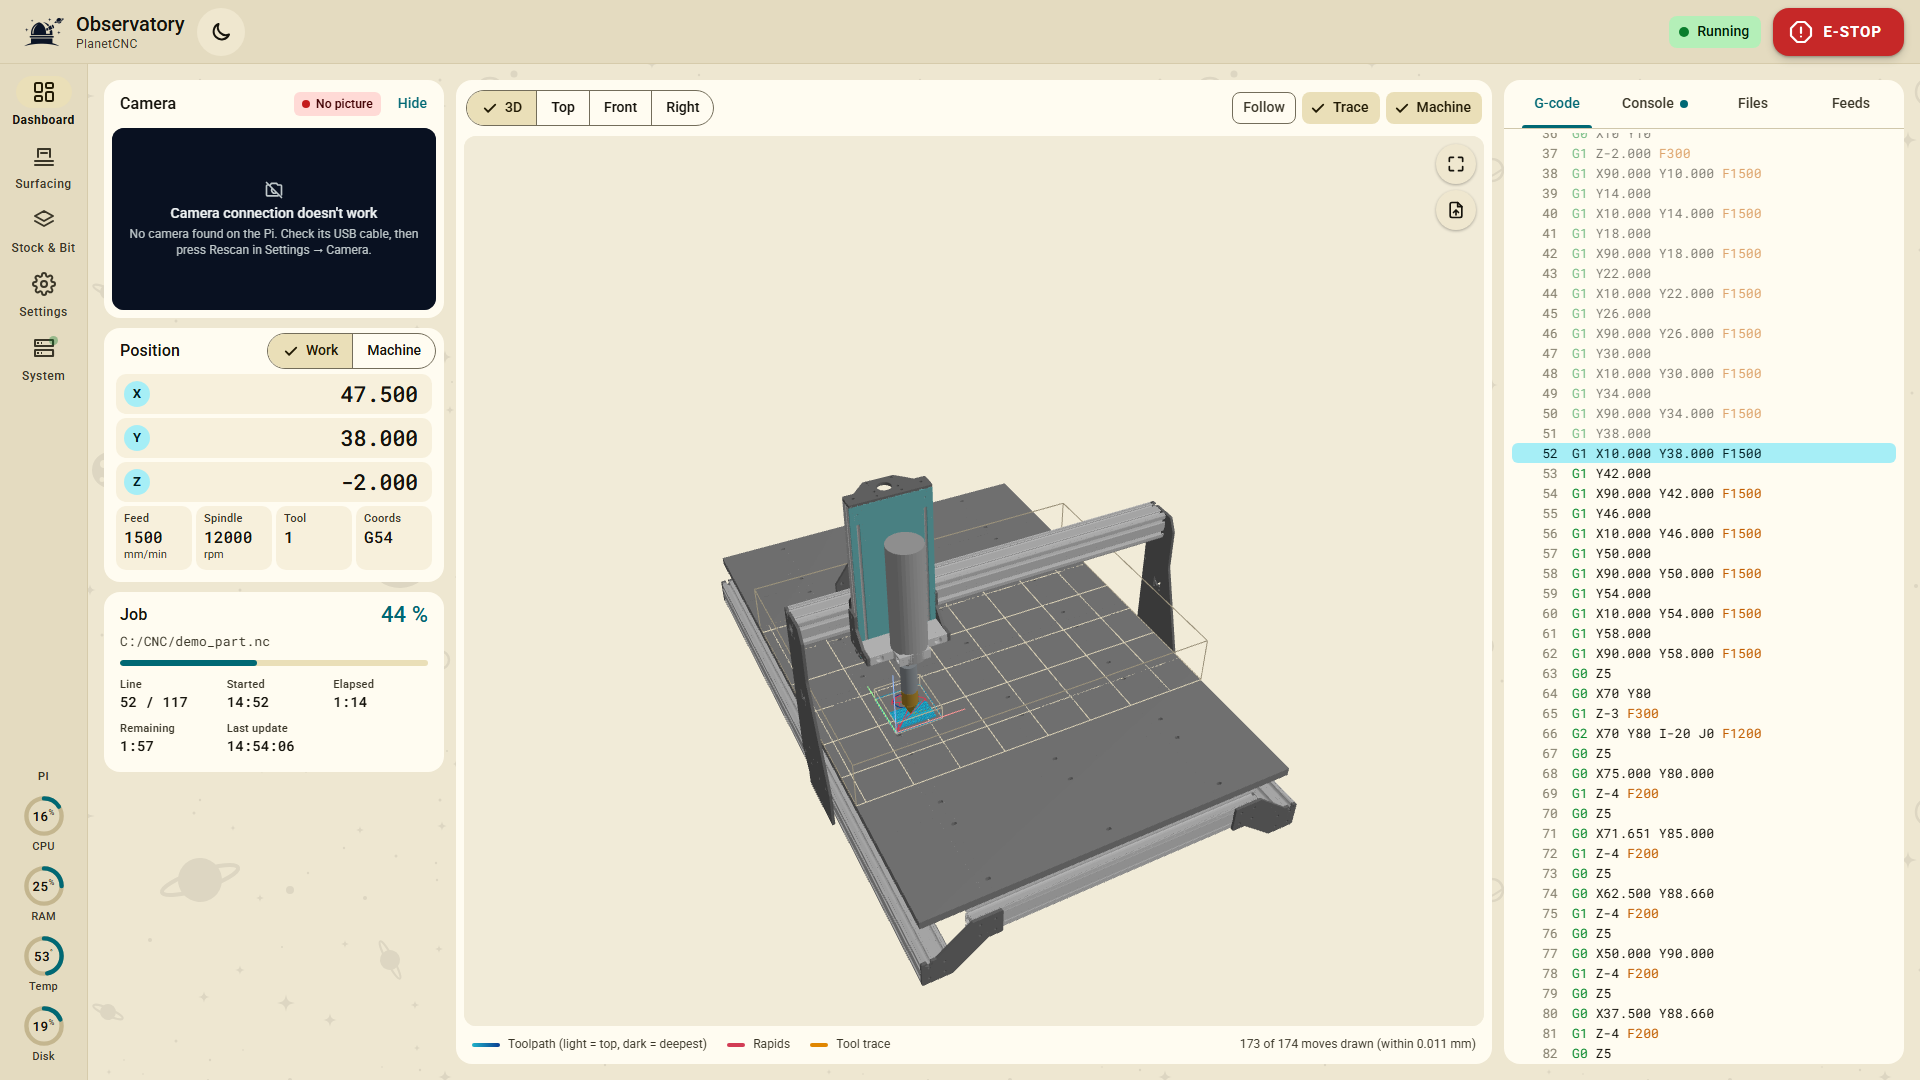 Observatory
PlanetCNC
Running
E-STOP
Dashboard
Surfacing
Stock & Bit
Settings
System
PI
16%
CPU
25%
RAM
53°
Temp
19%
Disk
Camera
No picture
Hide
Camera connection doesn't work
No camera found on the Pi. Check its USB cable, then
press Rescan in Settings → Camera.
Position
Work
Machine
X 47.500
Y 38.000
Z -2.000
Feed
1500
mm/min
Spindle
12000
rpm
Tool
1
Coords
G54
Job
44 %
C:/CNC/demo_part.nc
Line
52 / 117
Started
14:52
Elapsed
1:14
Remaining
1:57
Last update
14:54:06
3D
Top
Front
Right
Follow
Trace
Machine
Toolpath (light = top, dark = deepest)
Rapids
Tool trace
173 of 174 moves drawn (within 0.011 mm)
G-code
Console
Files
Feeds
36 G0 X10 Y10
37 G1 Z-2.000 F300
38 G1 X90.000 Y10.000 F1500
39 G1 Y14.000
40 G1 X10.000 Y14.000 F1500
41 G1 Y18.000
42 G1 X90.000 Y18.000 F1500
43 G1 Y22.000
44 G1 X10.000 Y22.000 F1500
45 G1 Y26.000
46 G1 X90.000 Y26.000 F1500
47 G1 Y30.000
48 G1 X10.000 Y30.000 F1500
49 G1 Y34.000
50 G1 X90.000 Y34.000 F1500
51 G1 Y38.000
52 G1 X10.000 Y38.000 F1500
53 G1 Y42.000
54 G1 X90.000 Y42.000 F1500
55 G1 Y46.000
56 G1 X10.000 Y46.000 F1500
57 G1 Y50.000
58 G1 X90.000 Y50.000 F1500
59 G1 Y54.000
60 G1 X10.000 Y54.000 F1500
61 G1 Y58.000
62 G1 X90.000 Y58.000 F1500
63 G0 Z5
64 G0 X70 Y80
65 G1 Z-3 F300
66 G2 X70 Y80 I-20 J0 F1200
67 G0 Z5
68 G0 X75.000 Y80.000
69 G1 Z-4 F200
70 G0 Z5
71 G0 X71.651 Y85.000
72 G1 Z-4 F200
73 G0 Z5
74 G0 X62.500 Y88.660
75 G1 Z-4 F200
76 G0 Z5
77 G0 X50.000 Y90.000
78 G1 Z-4 F200
79 G0 Z5
80 G0 X37.500 Y88.660
81 G1 Z-4 F200
82 G0 Z5